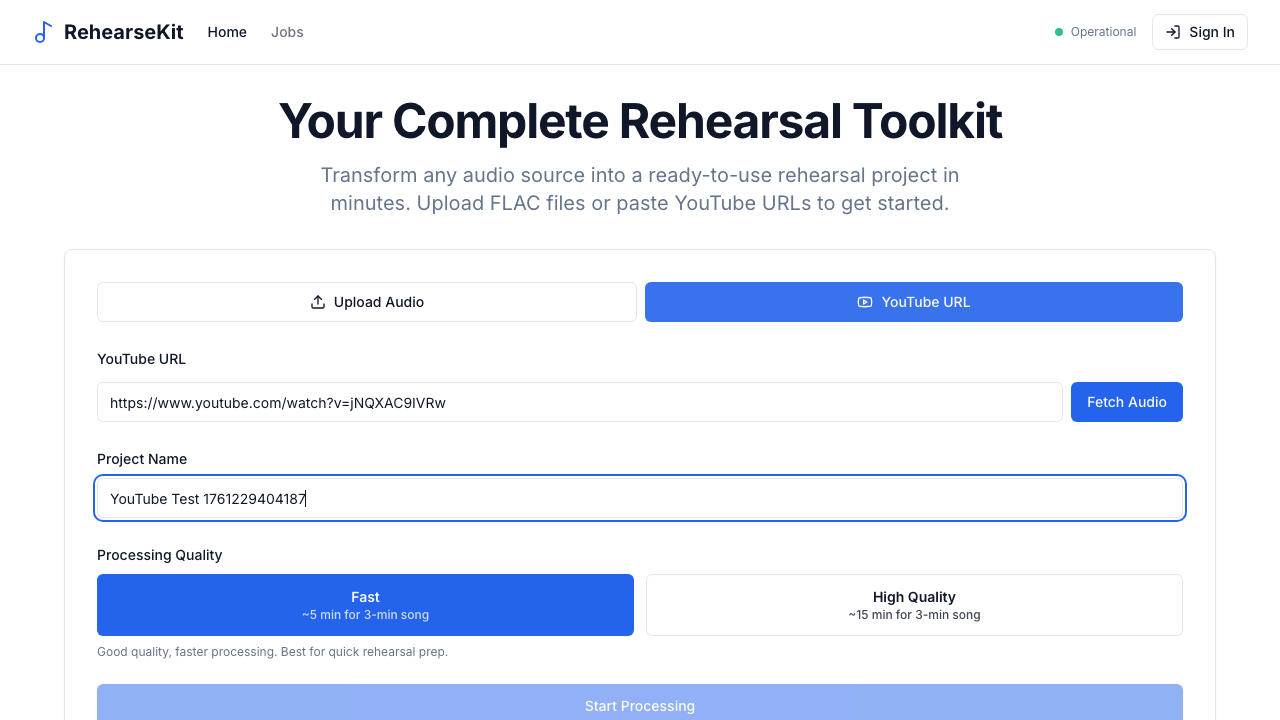 RehearseKit
Home
Jobs
Operational
Sign In
Your Complete Rehearsal Toolkit
Transform any audio source into a ready-to-use rehearsal project in
minutes. Upload FLAC files or paste YouTube URLs to get started.
Upload Audio
YouTube URL
YouTube URL
https://www.youtube.com/watch?v=jNQXAC9IVRw
Fetch Audio
Project Name
YouTube Test 1761229404187
Processing Quality
Fast
~5 min for 3-min song
High Quality
~15 min for 3-min song
Good quality, faster processing. Best for quick rehearsal prep.
Start Processing